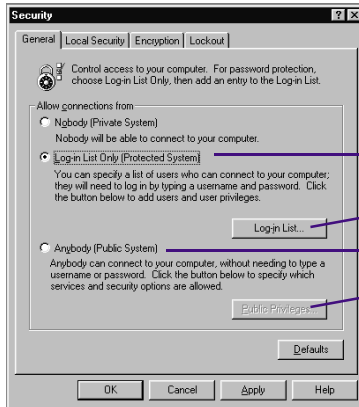 Security
General Local Security Encryption Lockout
Control access to your computer. For password protection,
choose Log-in List Only, then add an entry to the Log-in List.
Allow connections from
Nobody (Private System)
Nobody will be able to connect to your computer.
Log-in List Only (Protected System)
You can specify a list of users who can connect to your computer;
they will need to log in by typing a username and password. Click
the button below to add users and user privileges.
Log-in List...
Anybody (Public System)
Anybody can connect to your computer, without needing to type a
username or password. Click the button below to specify which
services and security options are allowed.
Public Privileges...
Defaults
OK Cancel Apply Help